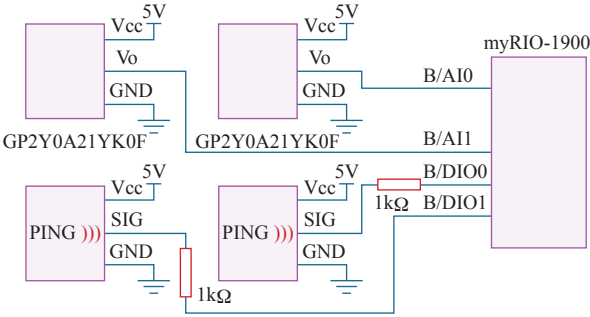 5V
Vcc
Vo
GND
GP2Y0A21YK0F
5V
Vcc
Vo
GND
GP2Y0A21YK0F
myRIO-1900
B/AI0
B/AI1
B/DIO0
B/DIO1
5V
Vcc
SIG
GND
PING )))
1kΩ
5V
Vcc
SIG
GND
PING )))
1kΩ